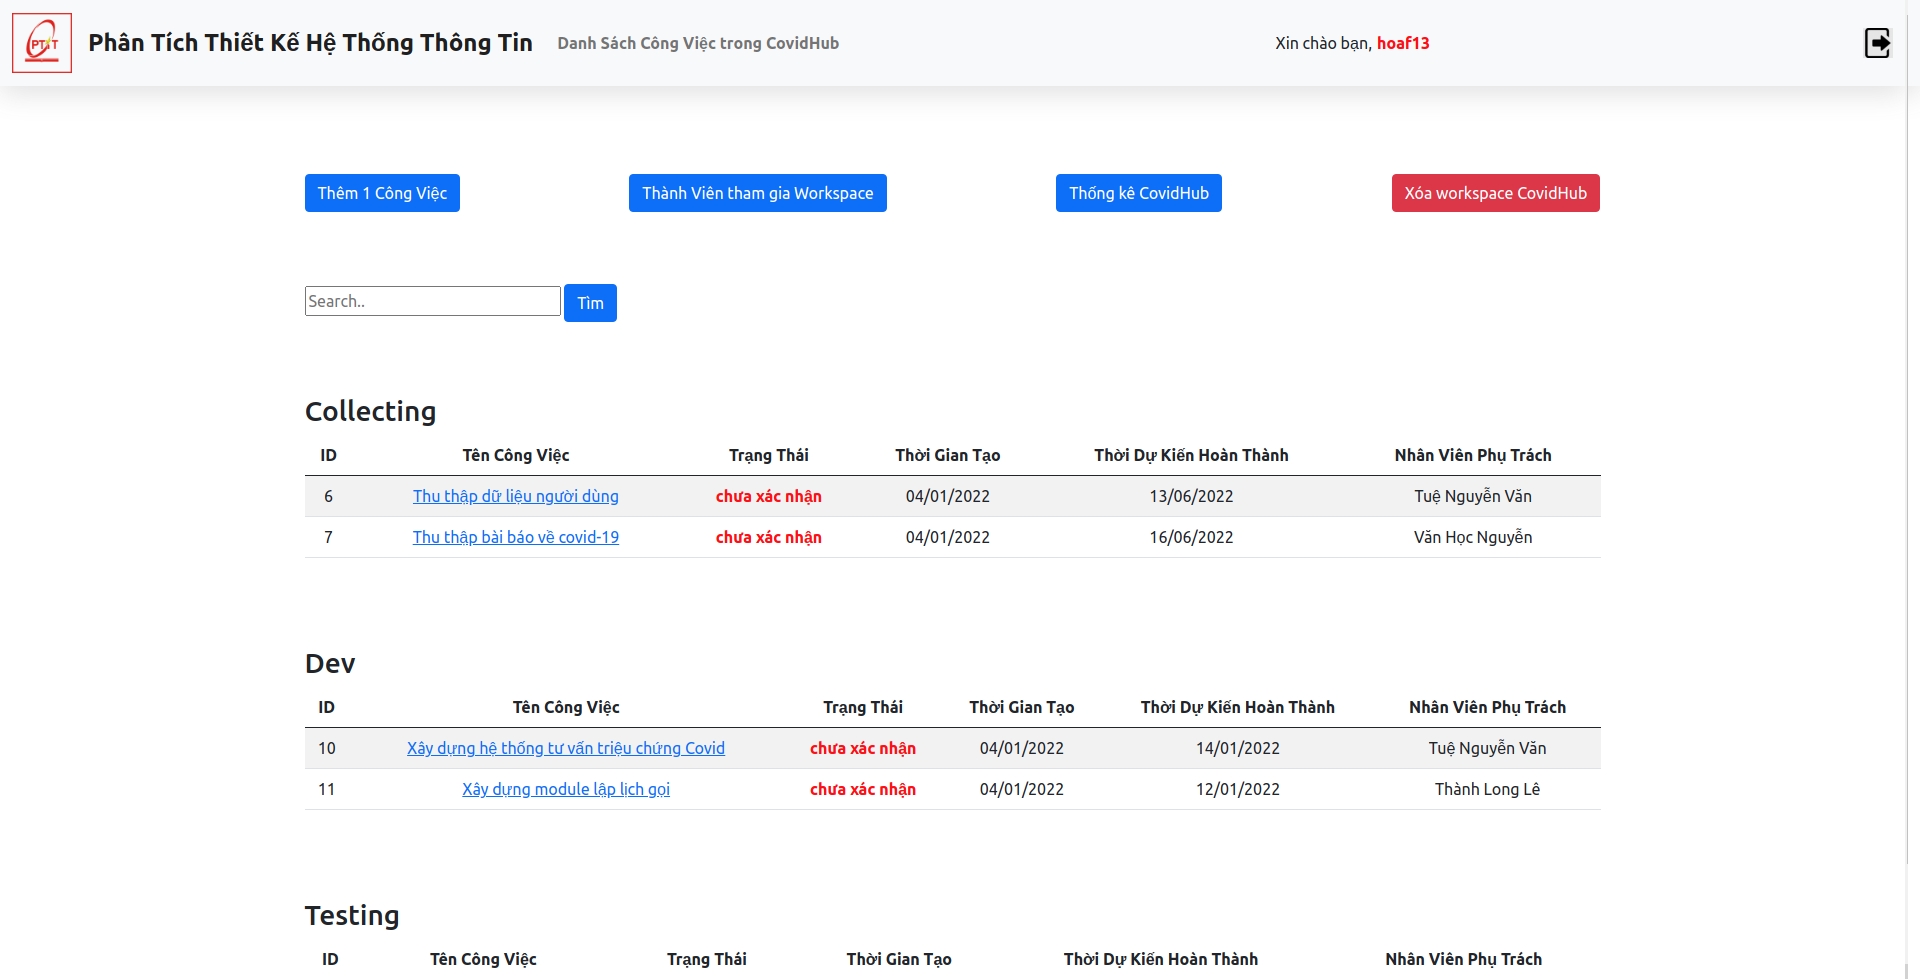 PTIT
Phân Tích Thiết Kế Hệ Thống Thông Tin Danh Sách Công Việc trong CovidHub Xin chào bạn, hoaf13
Thêm 1 Công Việc Thành Viên tham gia Workspace Thống kê CovidHub Xóa workspace CovidHub
Search.. Tìm
Collecting
ID Tên Công Việc Trạng Thái Thời Gian Tạo Thời Dự Kiến Hoàn Thành Nhân Viên Phụ Trách
6 Thu thập dữ liệu người dùng chưa xác nhận 04/01/2022 13/06/2022 Tuệ Nguyễn Văn
7 Thu thập bài báo về covid-19 chưa xác nhận 04/01/2022 16/06/2022 Văn Học Nguyễn
Dev
ID Tên Công Việc Trạng Thái Thời Gian Tạo Thời Dự Kiến Hoàn Thành Nhân Viên Phụ Trách
10 Xây dựng hệ thống tư vấn triệu chứng Covid chưa xác nhận 04/01/2022 14/01/2022 Tuệ Nguyễn Văn
11 Xây dựng module lập lịch gọi chưa xác nhận 04/01/2022 12/01/2022 Thành Long Lê
Testing
ID Tên Công Việc Trạng Thái Thời Gian Tạo Thời Dự Kiến Hoàn Thành Nhân Viên Phụ Trách